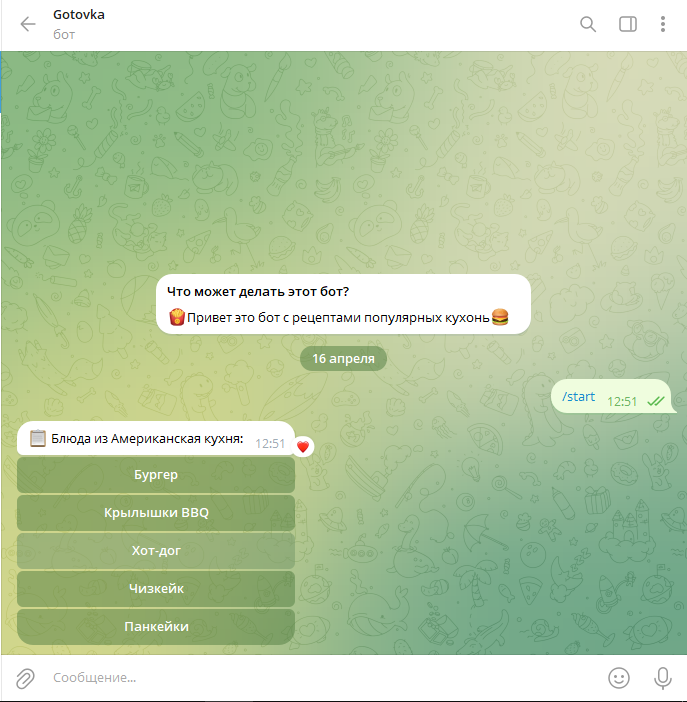 Gotovka
бот
Что может делать этот бот?
🍟Привет это бот с рецептами популярных кухонь🍔
16 апреля
/start 12:51
📋 Блюда из Американская кухня: 12:51
Бургер
Крылышки BBQ
Хот-дог
Чизкейк
Панкейки
Сообщение...